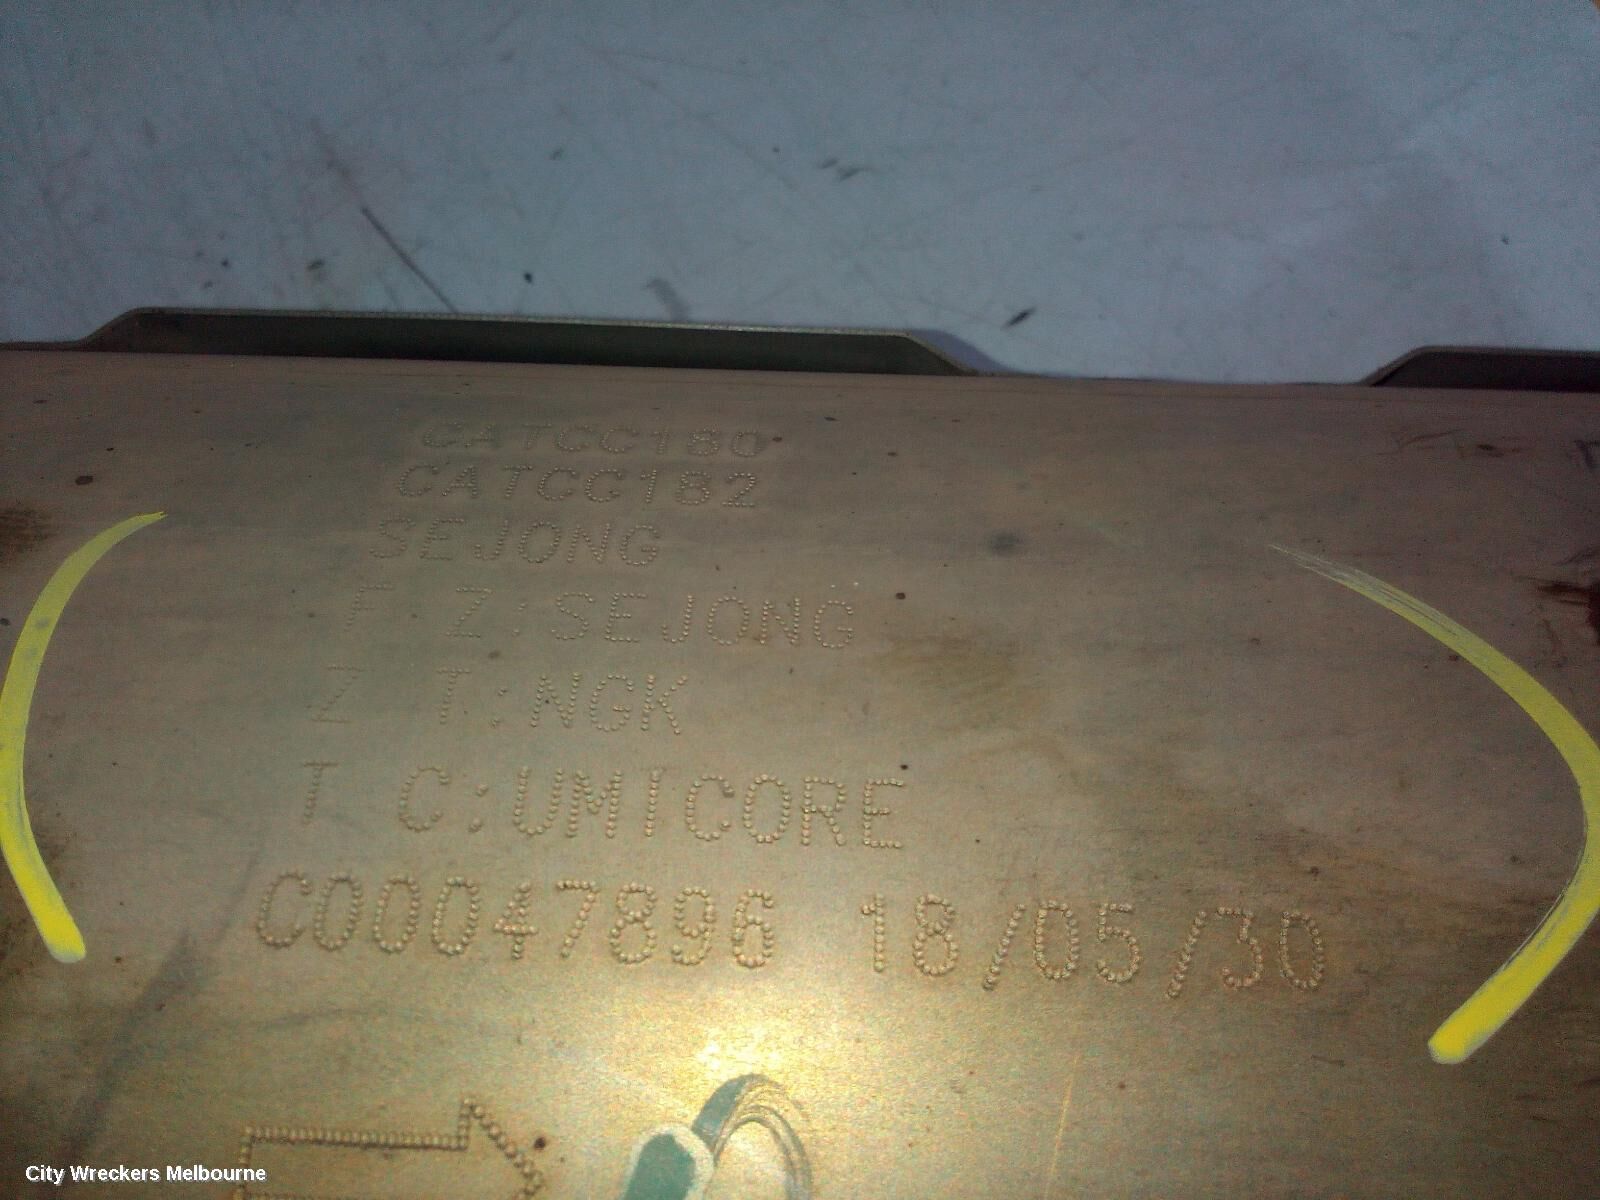 CATCC180
CATCC182
SEJONG
F Z:SEJONG
Z T:NGK
T C:UMICORE
C00047896 18/05/30
City Wreckers Melbourne